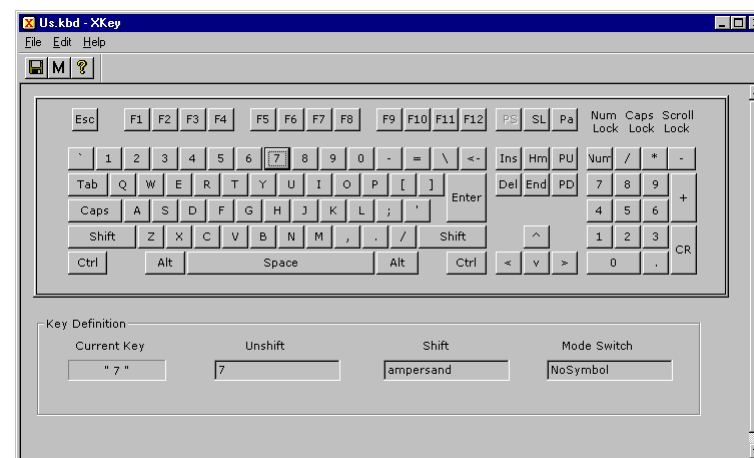 Us.kbd - XKey
File Edit Help
M ?
Esc F1 F2 F3 F4 F5 F6 F7 F8 F9 F10 F11 F12 PS SL Pa Num Lock Caps Lock Scroll Lock
` 1 2 3 4 5 6 7 8 9 0 - = \ <- Ins Hm PU Num / * -
Tab Q W E R T Y U I O P [ ] Enter Del End PD 7 8 9 +
Caps A S D F G H J K L ; ' 4 5 6
Shift Z X C V B N M , . / Shift ^ 1 2 3 CR
Ctrl Alt Space Alt Ctrl < v > 0 .
Key Definition
Current Key Unshift Shift Mode Switch
" 7 " 7 ampersand NoSymbol